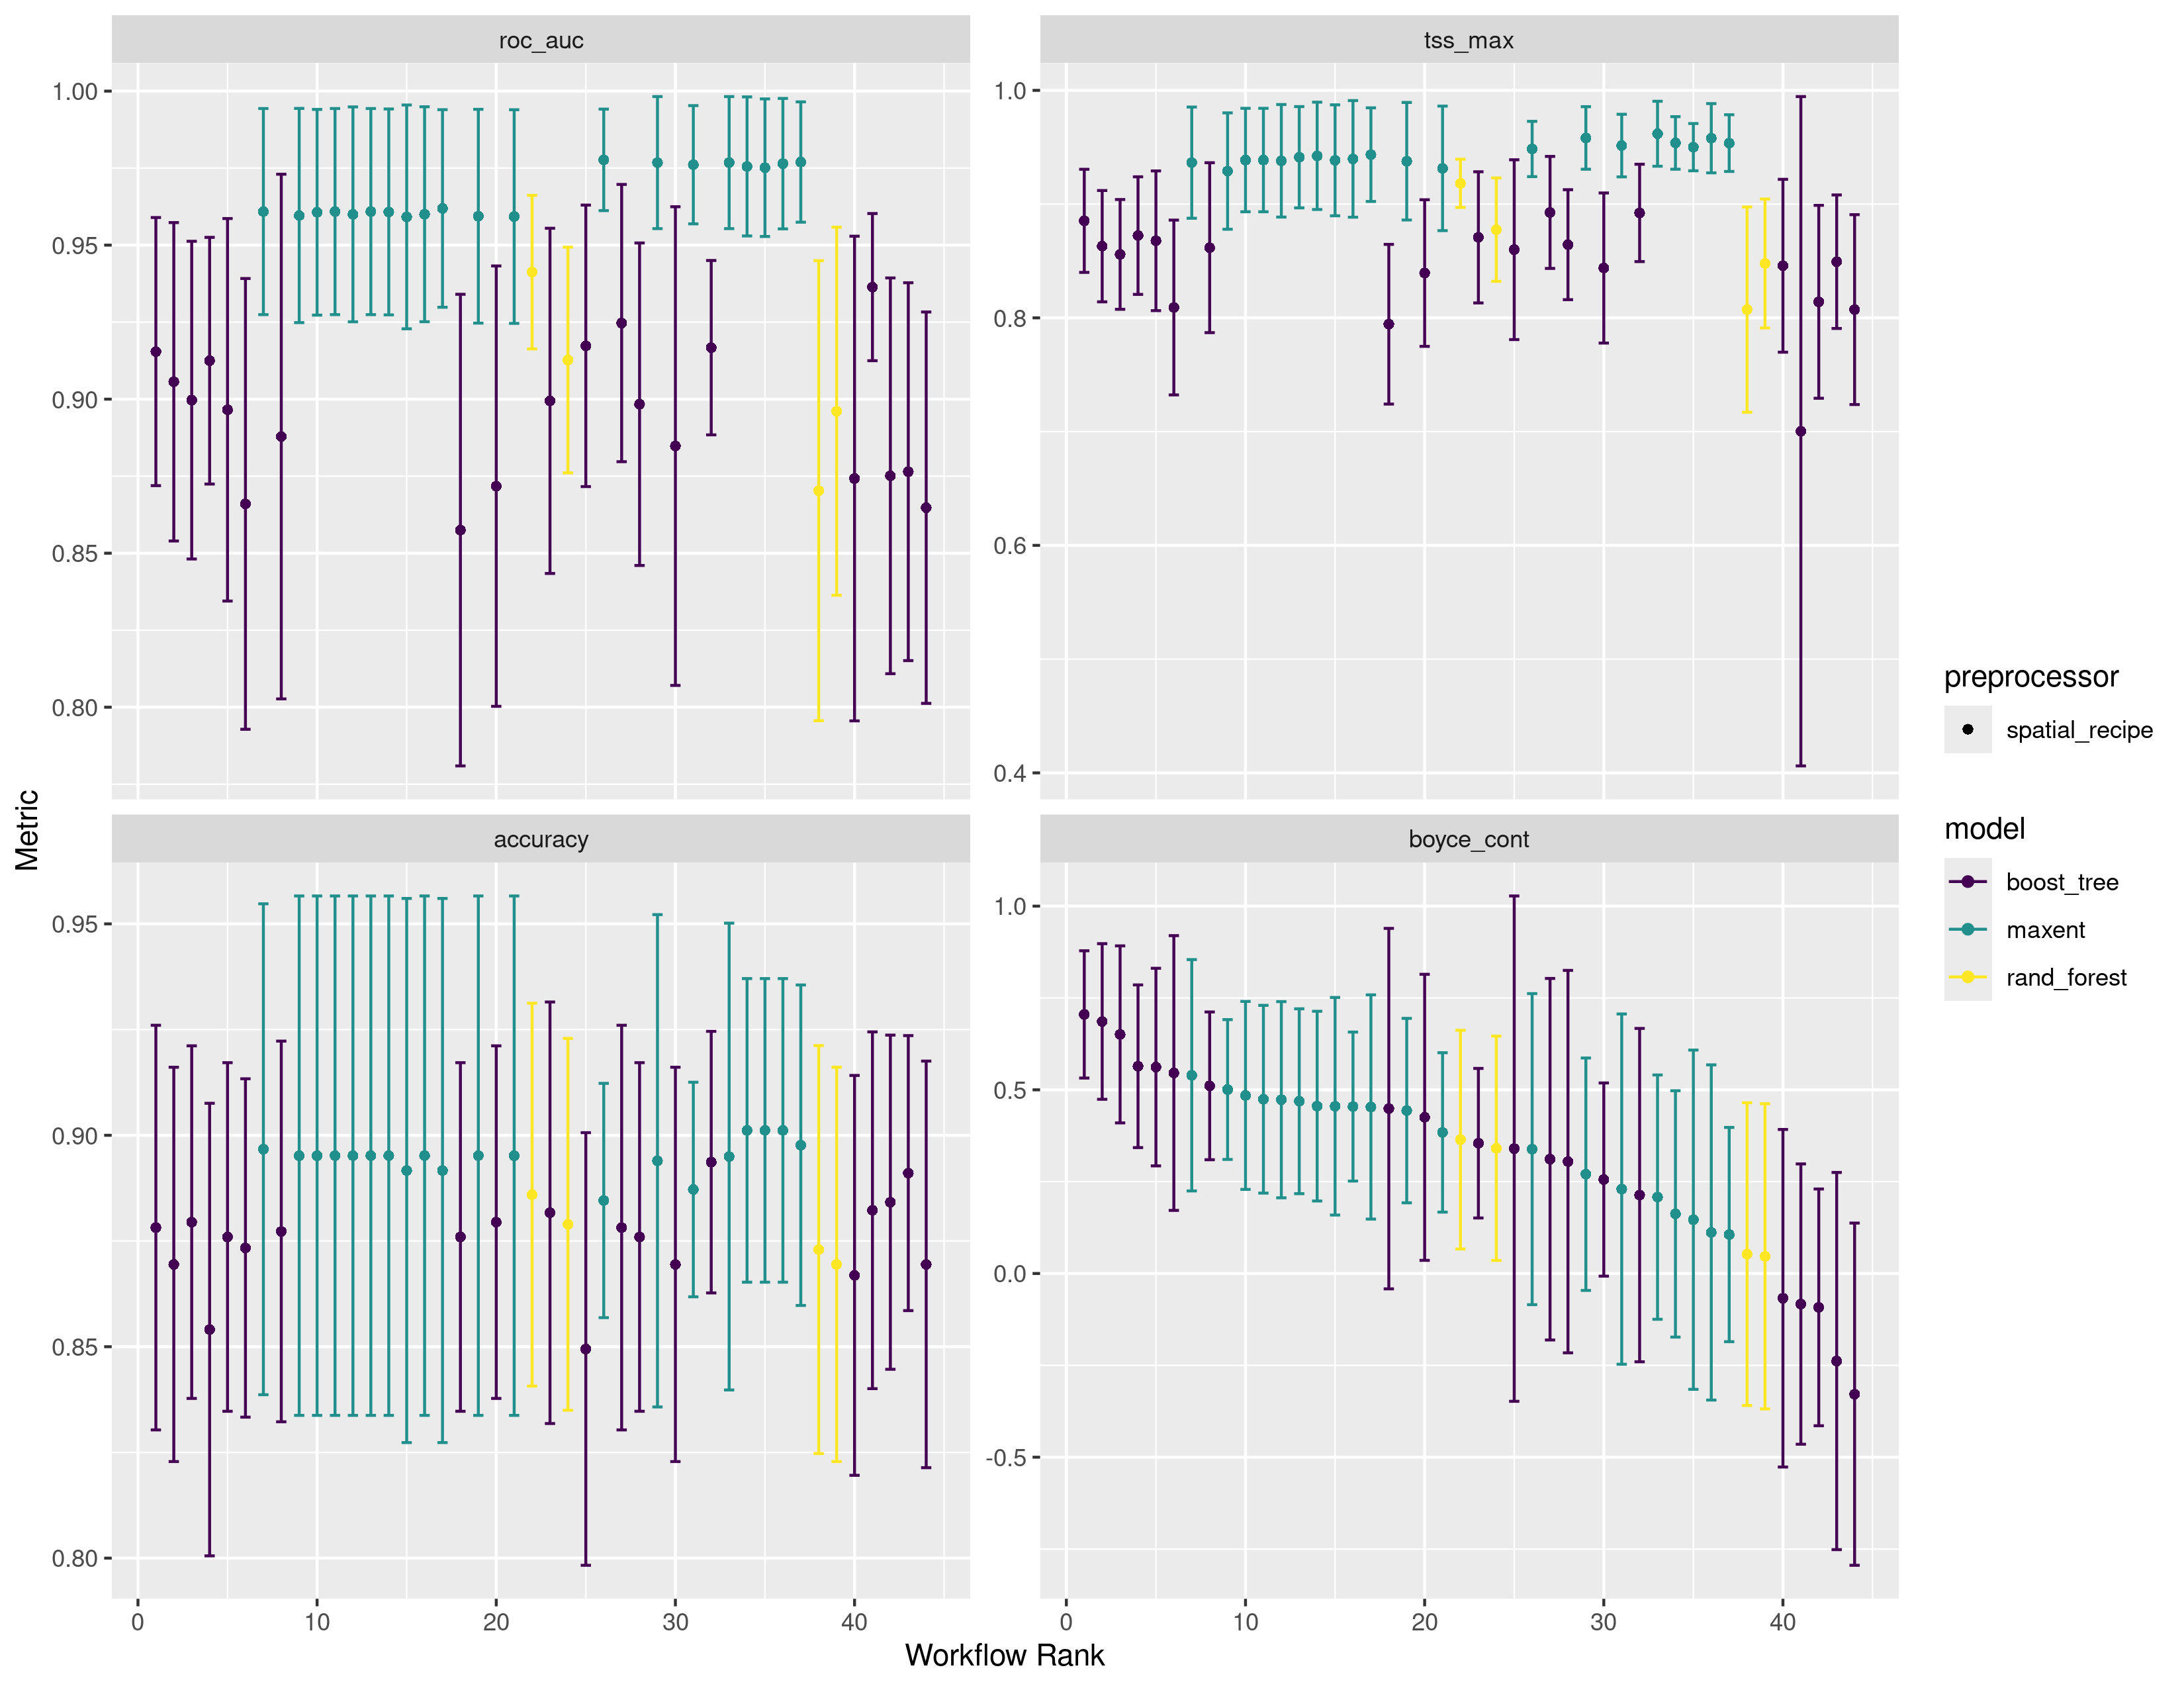 roc_auc
tss_max
1.00
0.95
0.90
0.85
0.80
1.0
0.8
0.6
0.4
Metric
accuracy
boyce_cont
0.95
0.90
0.85
0.80
1.0
0.5
0.0
-0.5
0 10 20 30 40
0 10 20 30 40
Workflow Rank
preprocessor
spatial_recipe
model
boost_tree
maxent
rand_forest